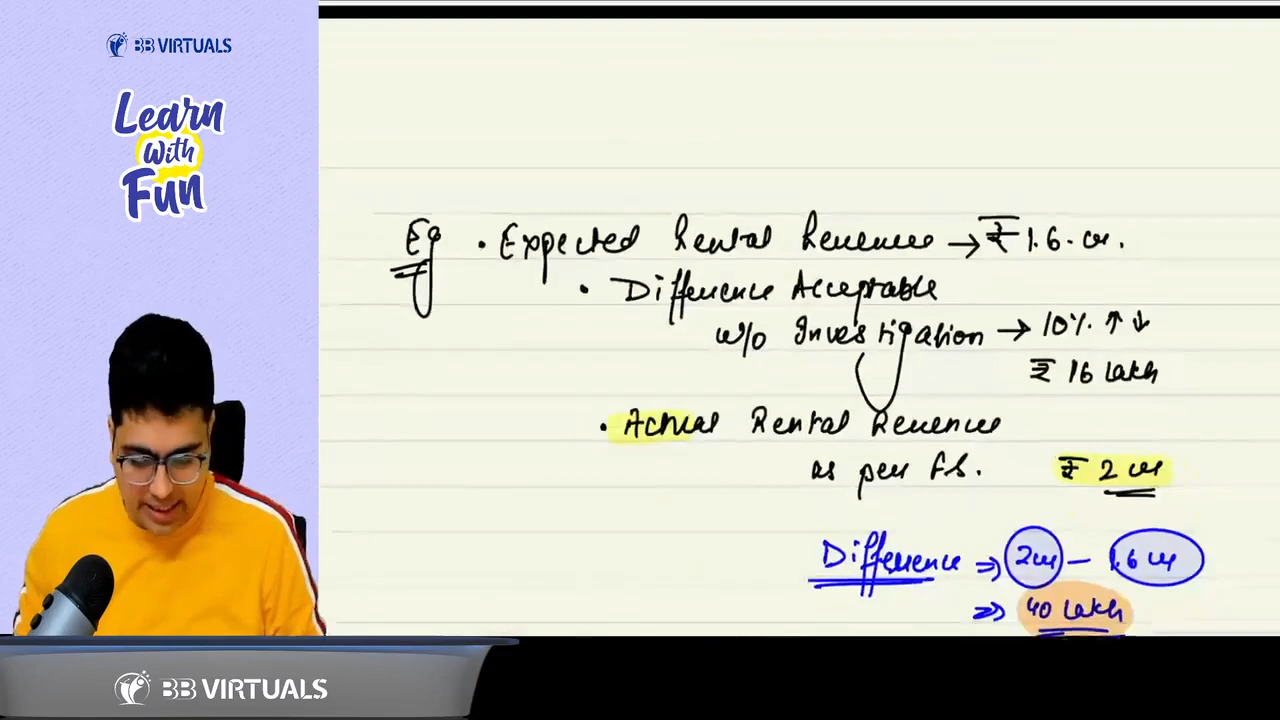 BB VIRTUALS
Learn
With
Fun
Eg • Expected Rental Revenue → ₹ 1.6. cr.
• Difference Acceptable
w/o Investigation → 10% ↑↓
₹ 16 lakh
• Actual Rental Revenue
as per FS. ₹ 2 cr
Difference ⇒ 2cr – 1.6 cr
⇒ 40 lakh
BB VIRTUALS